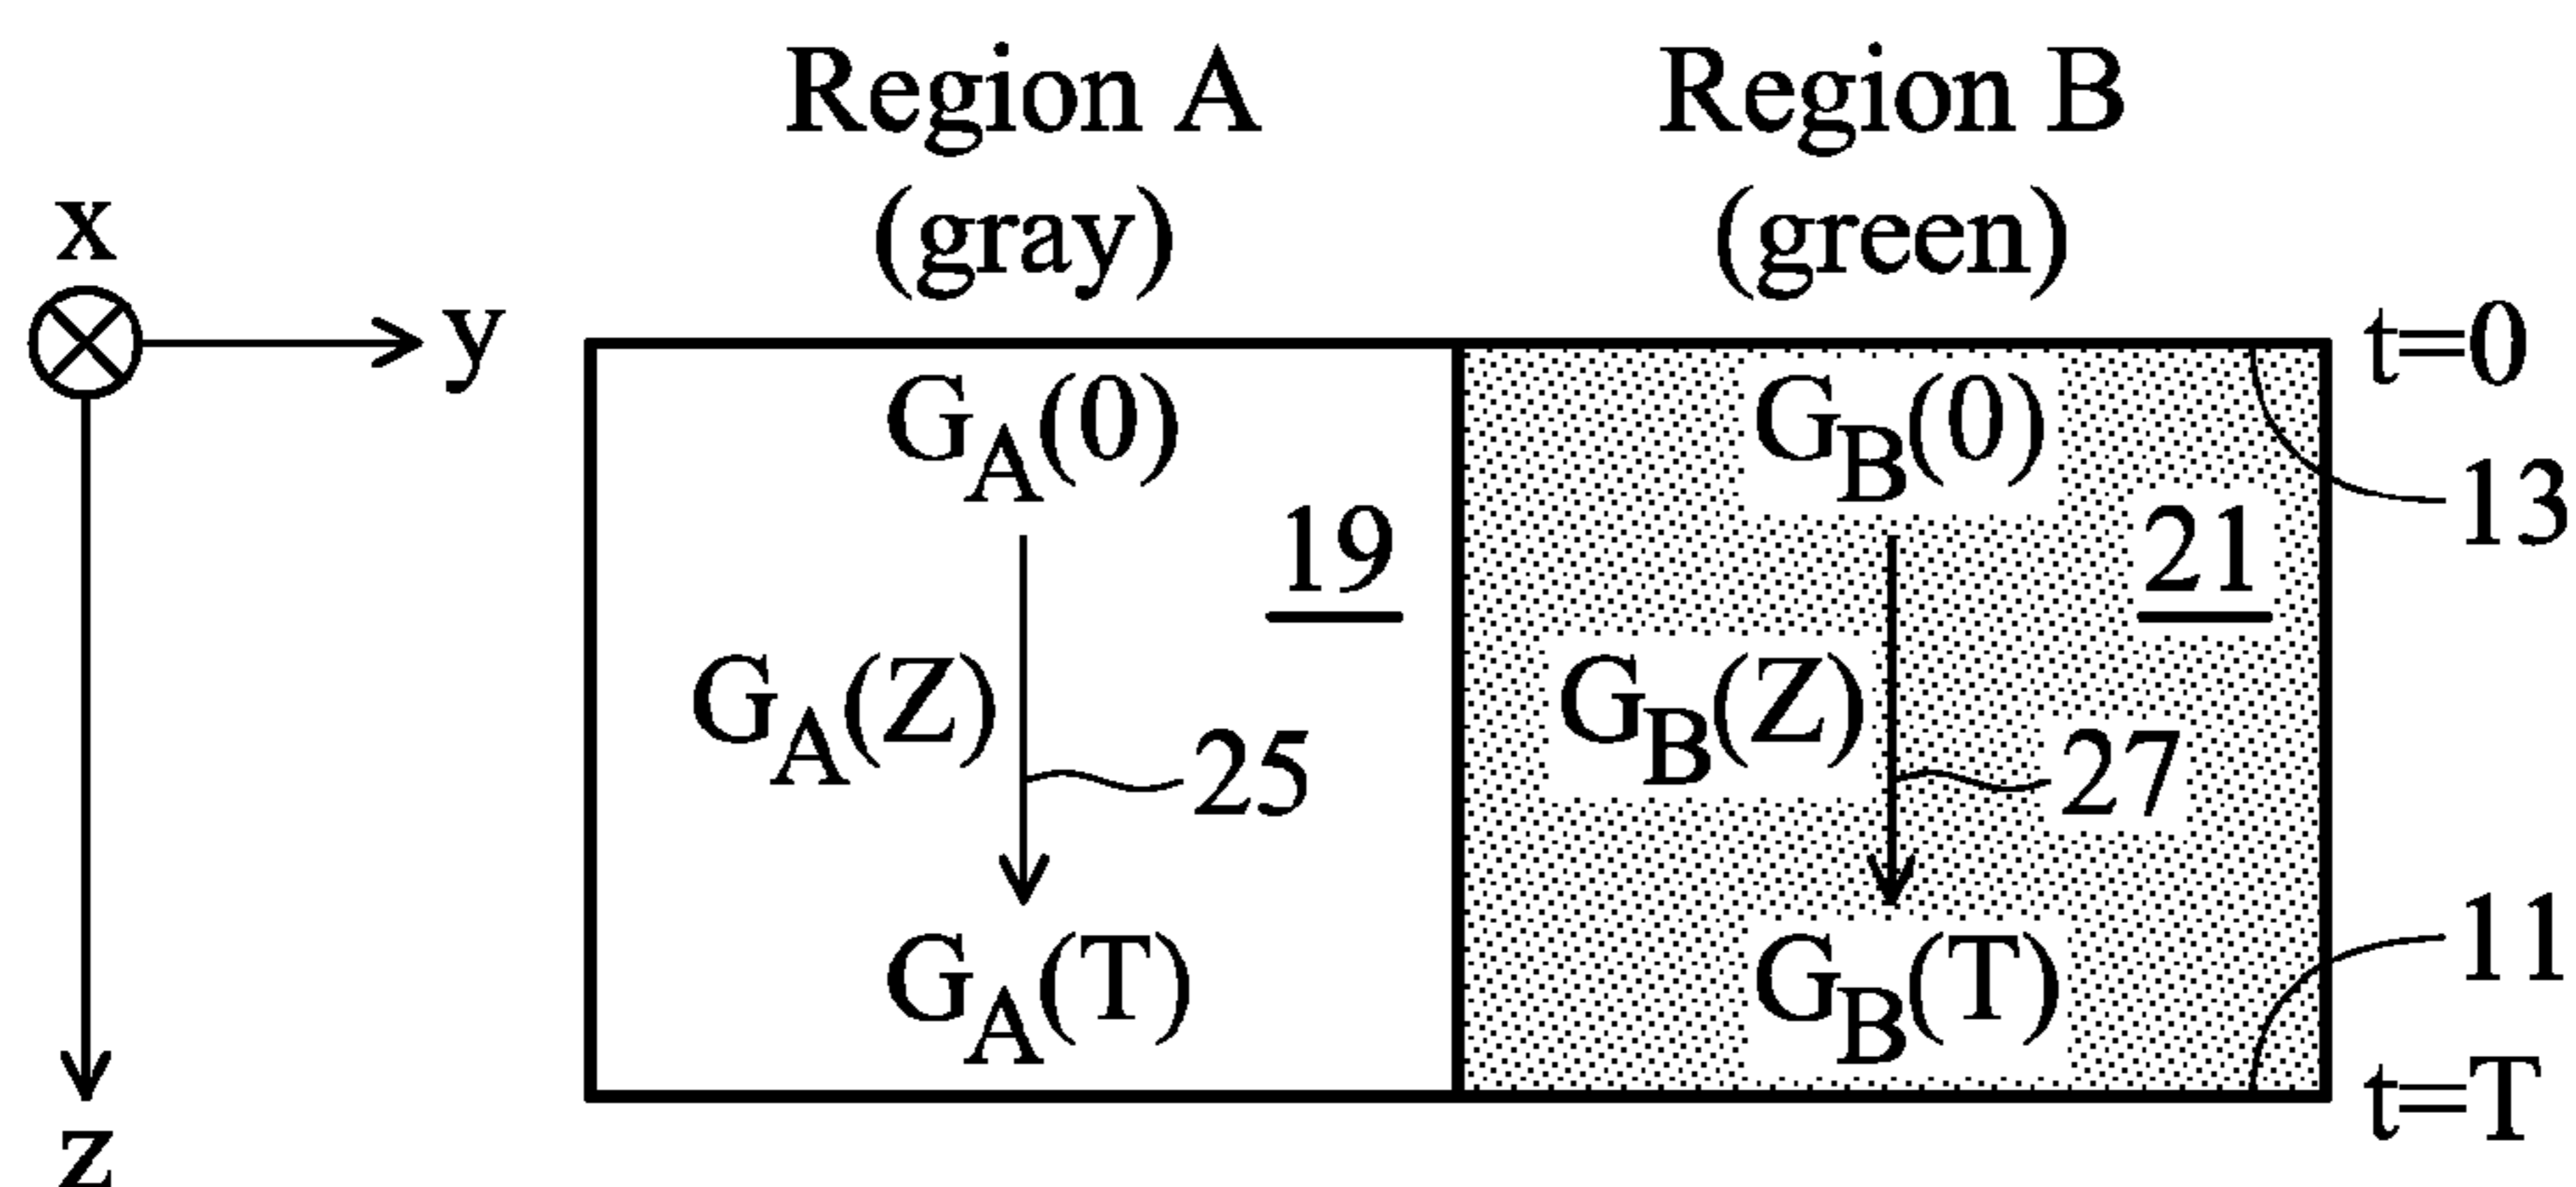 Region A Region B
(gray) (green)
x
y
z
t=0
G_A(0) G_B(0)
13
19 21
G_A(Z) G_B(Z)
25 27
11
G_A(T) G_B(T)
t=T